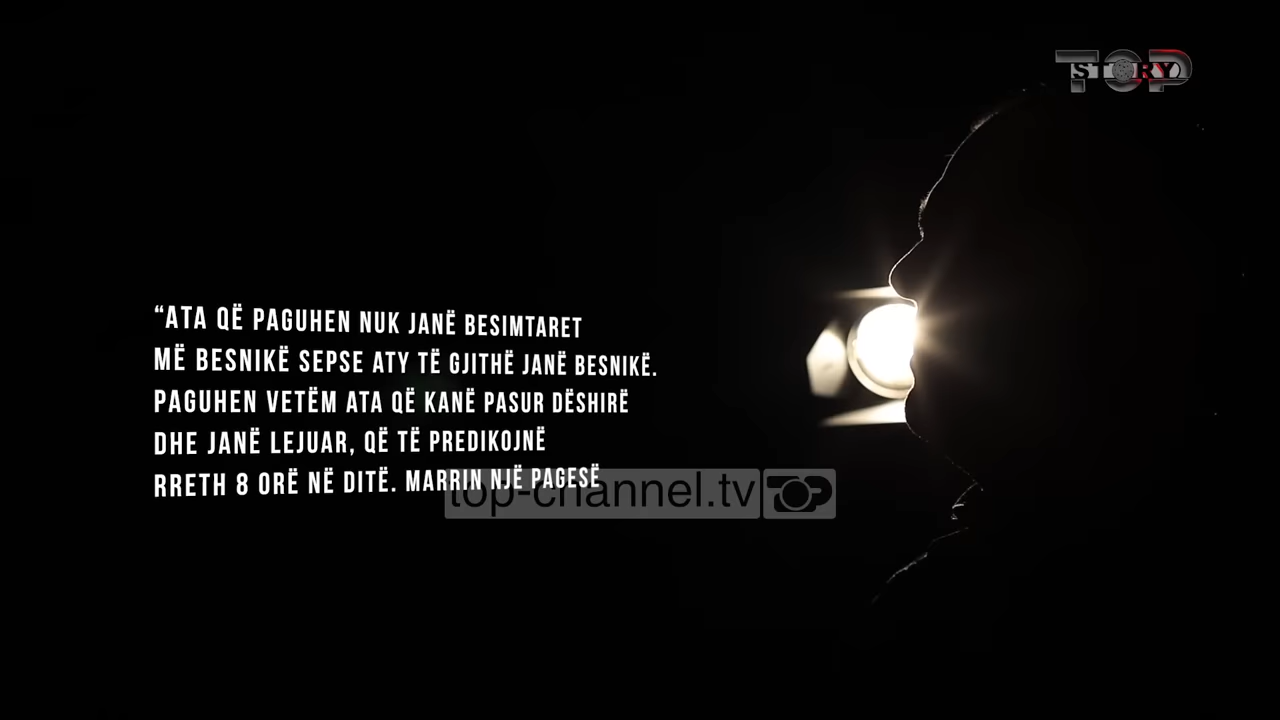 TOP
STORY
“ATA QË PAGUHEN NUK JANË BESIMTARET
MË BESNIKË SEPSE ATY TË GJITHË JANË BESNIKË.
PAGUHEN VETËM ATA QË KANË PASUR DËSHIRË
DHE JANË LEJUAR, QË TË PREDIKOJNË
RRETH 8 ORË NË DITË. MARRIN NJË PAGESË
top-channel.tv TOP